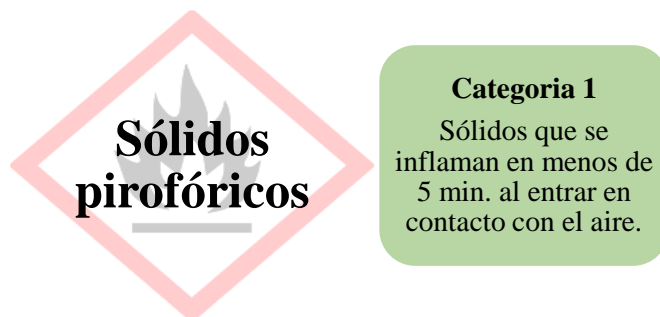 Sólidos
pirofóricos
Categoria 1
Sólidos que se
inflaman en menos de
5 min. al entrar en
contacto con el aire.